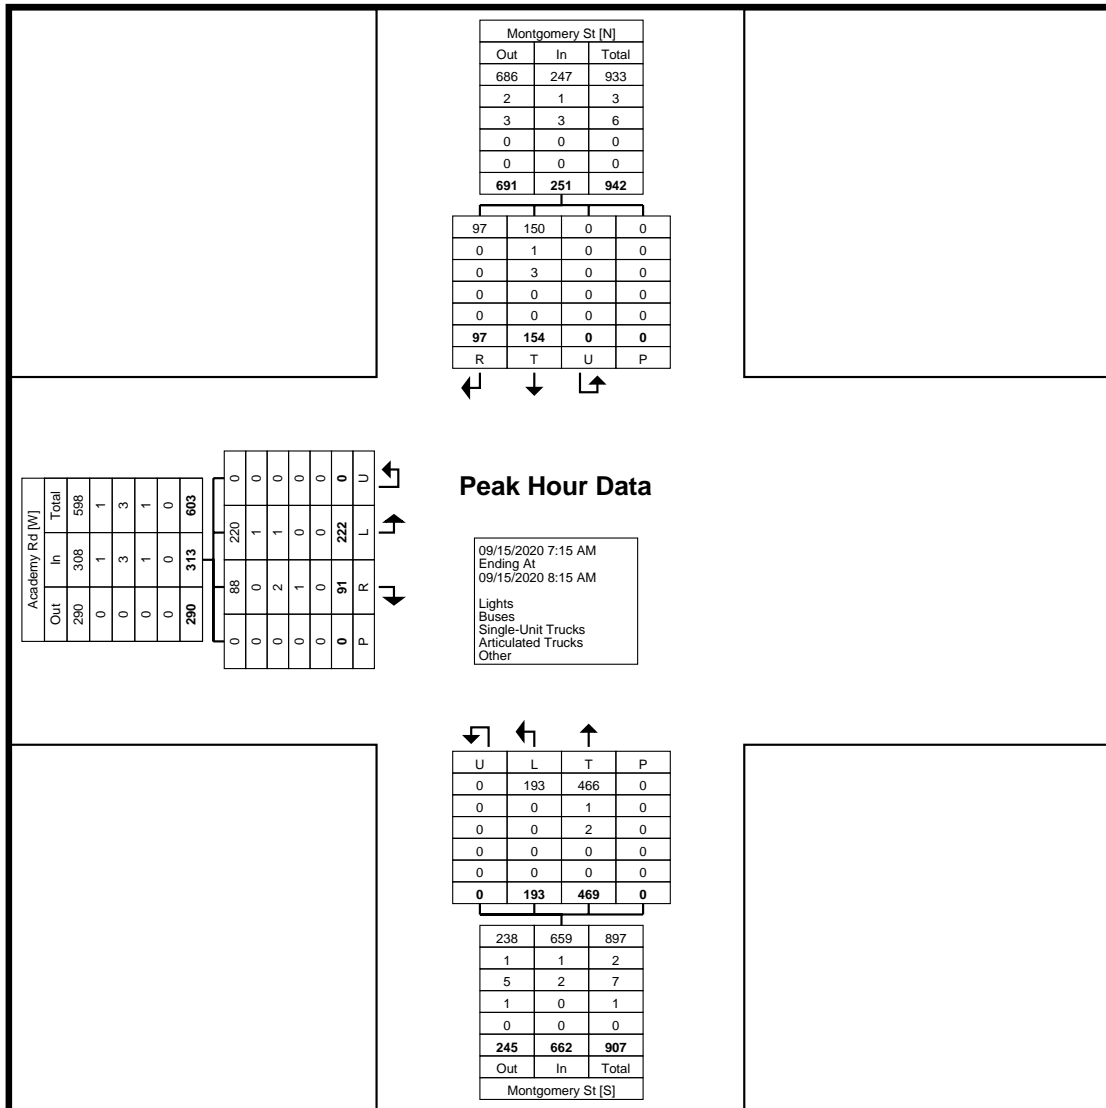 Montgomery St [N]
Out In Total
686 247 933
2 1 3
3 3 6
0 0 0
0 0 0
691 251 942
97 150 0 0
0 1 0 0
0 3 0 0
0 0 0 0
0 0 0 0
97 154 0 0
R T U P
Academy Rd [W]
Out In Total
290 308 598
0 1 1
0 3 3
0 1 1
0 0 0
290 313 603
0 88 220 0
0 0 1 0
0 2 1 0
0 1 0 0
0 0 0 0
0 91 222 0
P R L U
Peak Hour Data
09/15/2020 7:15 AM
Ending At
09/15/2020 8:15 AM
Lights
Buses
Single-Unit Trucks
Articulated Trucks
Other
U L T P
0 193 466 0
0 0 1 0
0 0 2 0
0 0 0 0
0 0 0 0
0 193 469 0
238 659 897
1 1 2
5 2 7
1 0 1
0 0 0
245 662 907
Out In Total
Montgomery St [S]